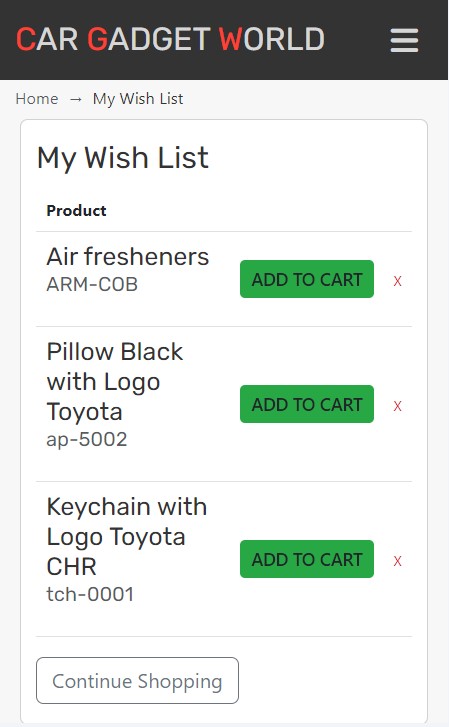 CAR GADGET WORLD
Home → My Wish List
My Wish List
Product
Air fresheners
ARM-COB
ADD TO CART x
Pillow Black
with Logo
Toyota
ap-5002
ADD TO CART x
Keychain with
Logo Toyota
CHR
tch-0001
ADD TO CART x
Continue Shopping